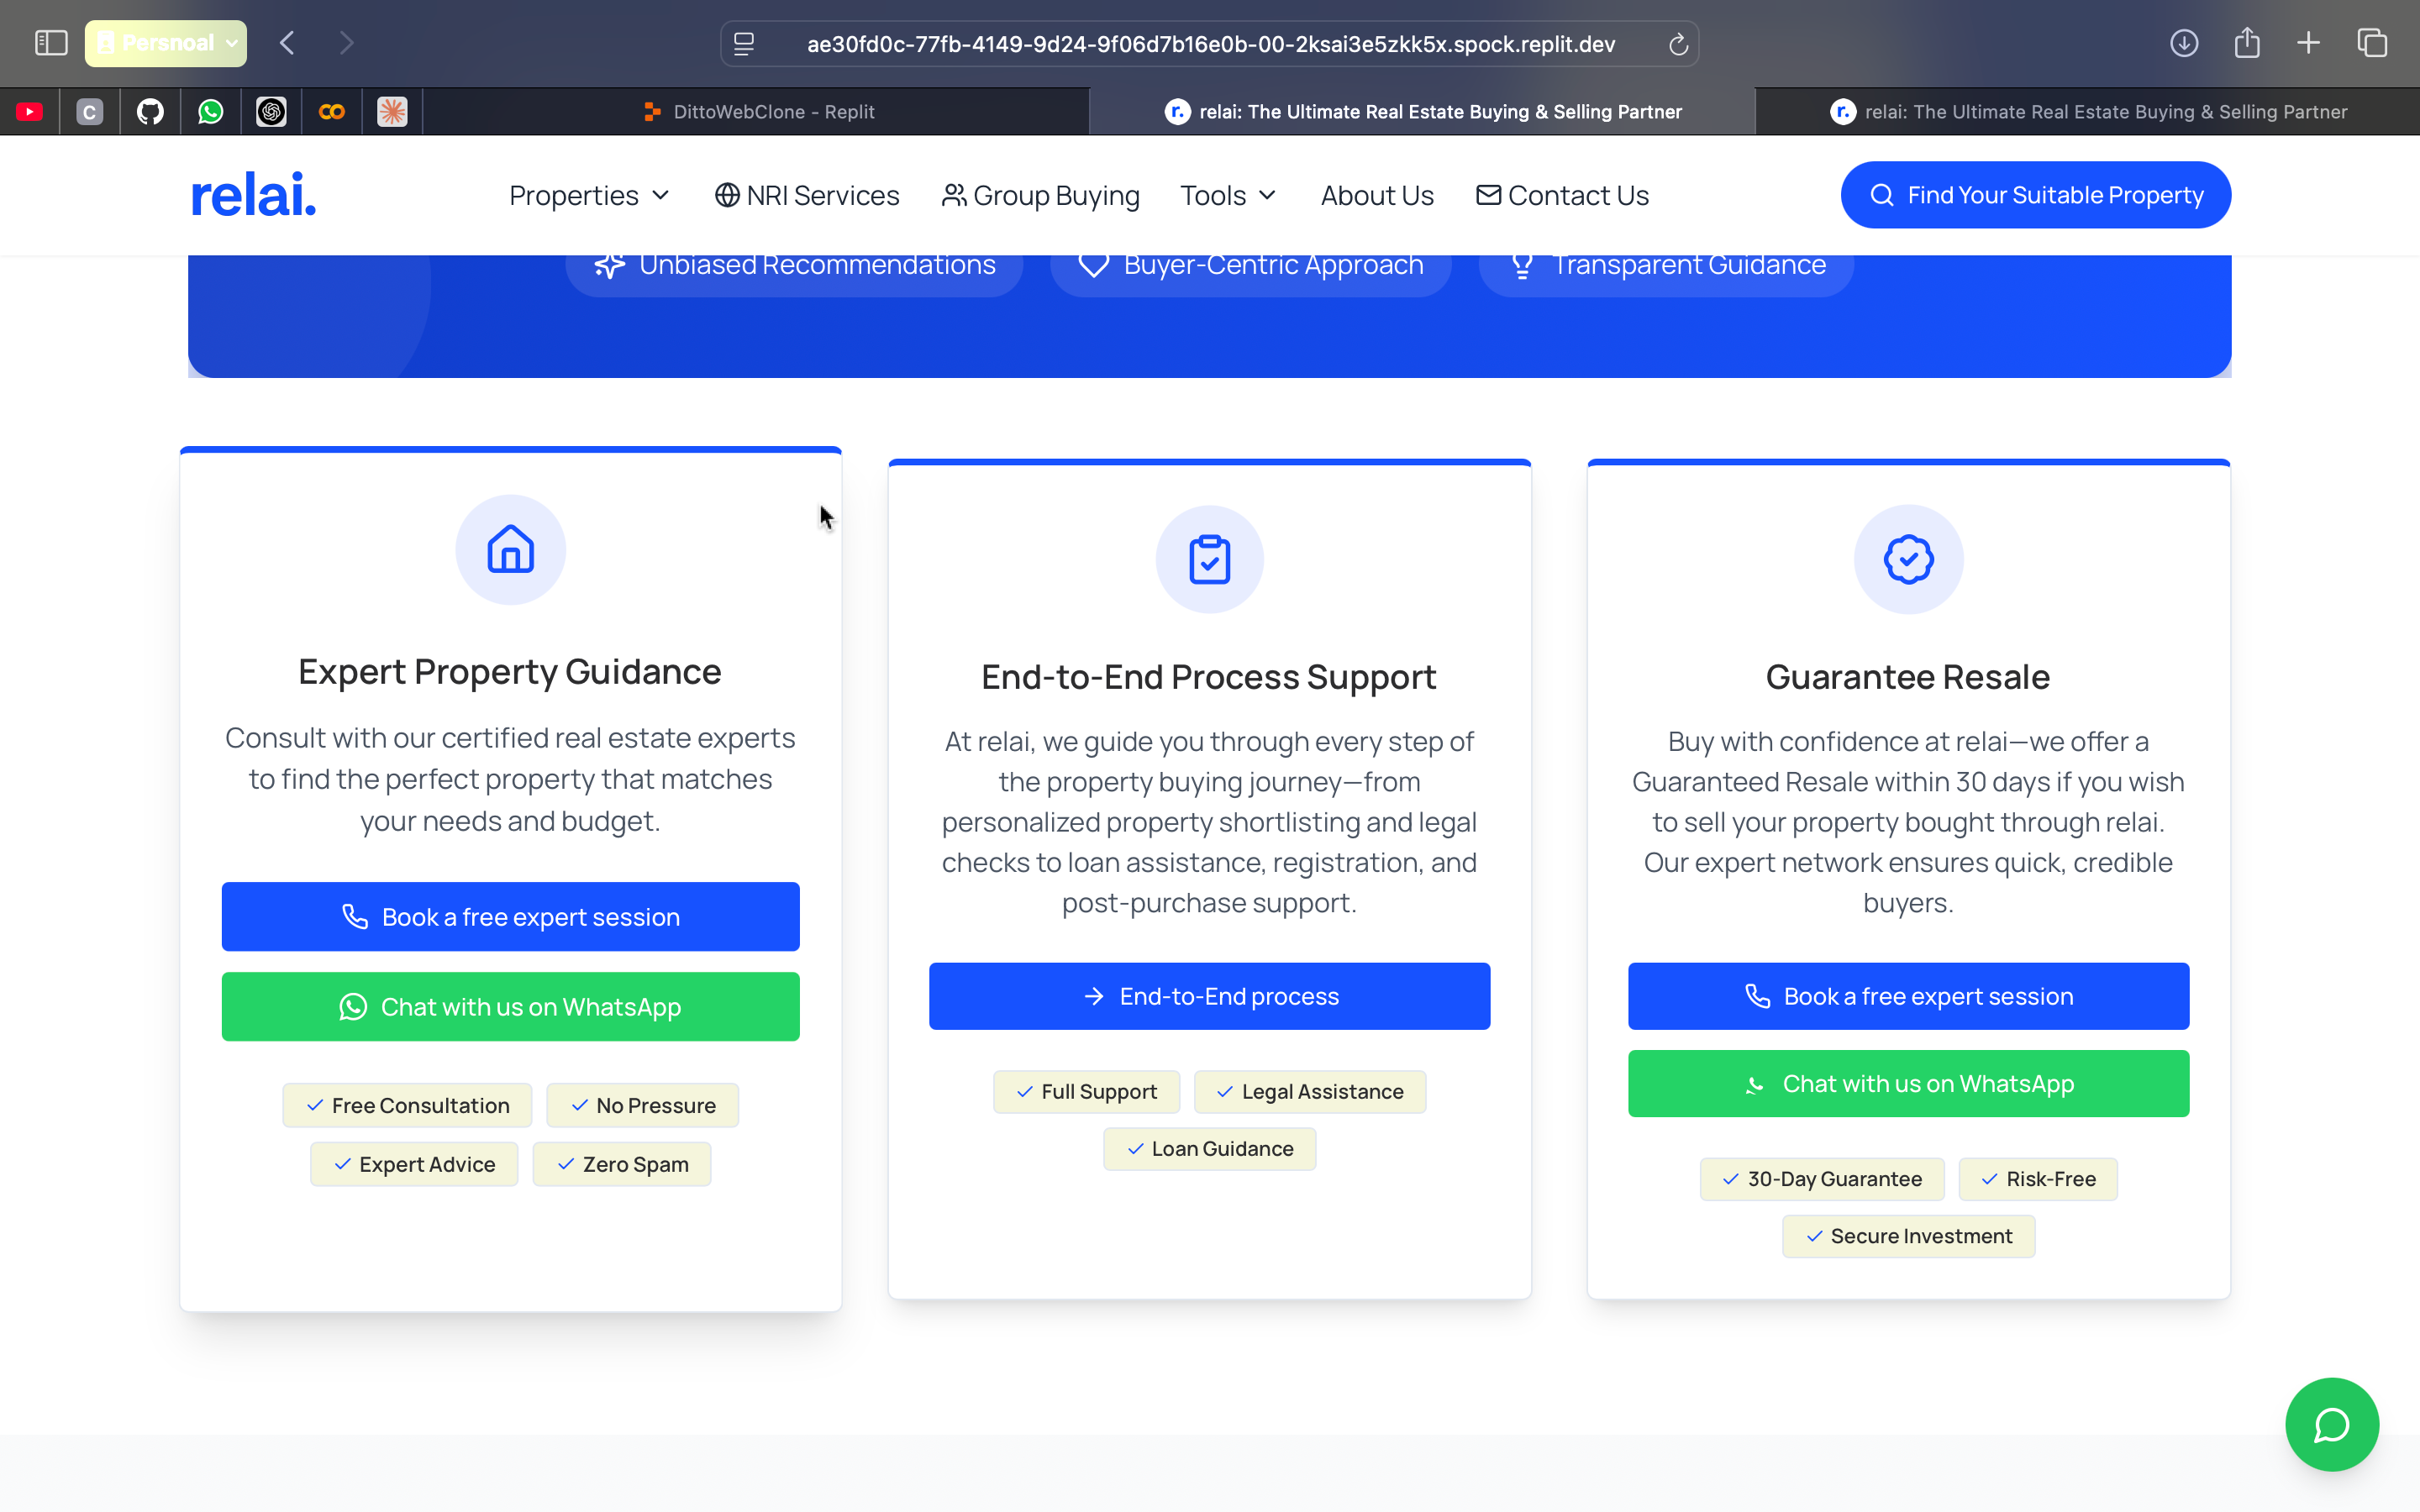 Persnoal
ae30fd0c-77fb-4149-9d24-9f06d7b16e0b-00-2ksai3e5zkk5x.spock.replit.dev
C
DittoWebClone - Replit
r. relai: The Ultimate Real Estate Buying & Selling Partner
r. relai: The Ultimate Real Estate Buying & Selling Partner
relai.
Properties
NRI Services
Group Buying
Tools
About Us
Contact Us
Find Your Suitable Property
Unbiased Recommendations
Buyer-Centric Approach
Transparent Guidance
Expert Property Guidance
Consult with our certified real estate experts
to find the perfect property that matches
your needs and budget.
Book a free expert session
Chat with us on WhatsApp
Free Consultation
No Pressure
Expert Advice
Zero Spam
End-to-End Process Support
At relai, we guide you through every step of
the property buying journey—from
personalized property shortlisting and legal
checks to loan assistance, registration, and
post-purchase support.
End-to-End process
Full Support
Legal Assistance
Loan Guidance
Guarantee Resale
Buy with confidence at relai—we offer a
Guaranteed Resale within 30 days if you wish
to sell your property bought through relai.
Our expert network ensures quick, credible
buyers.
Book a free expert session
Chat with us on WhatsApp
30-Day Guarantee
Risk-Free
Secure Investment